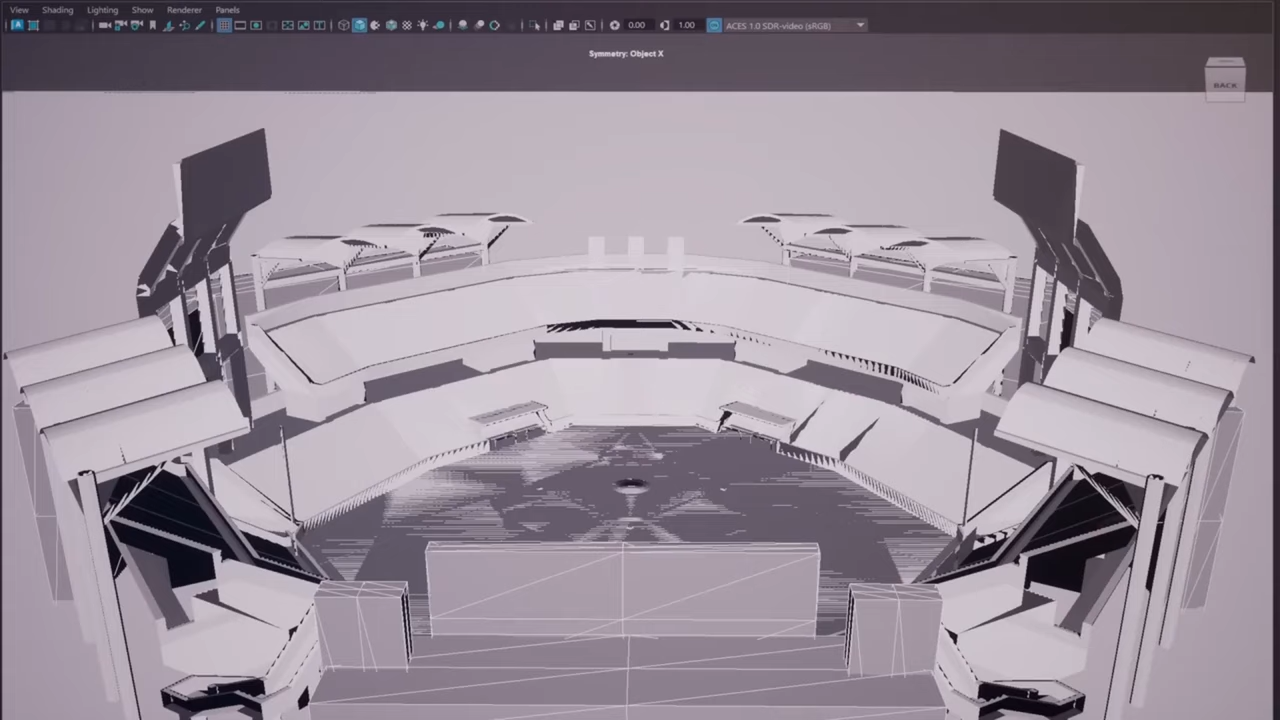 View Shading Lighting Show Renderer Panels
0.00 1.00 ACES 1.0 SDR-video (sRGB)
Symmetry: Object X
BACK